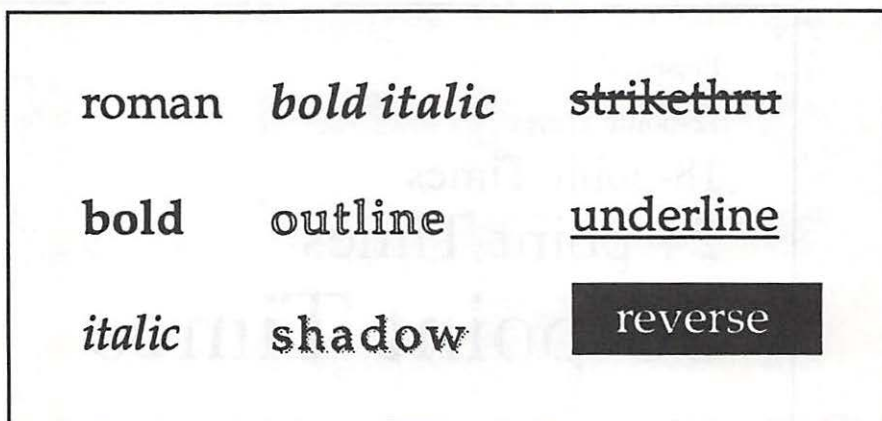 roman bold italic strikethru
bold outline underline
italic shadow reverse